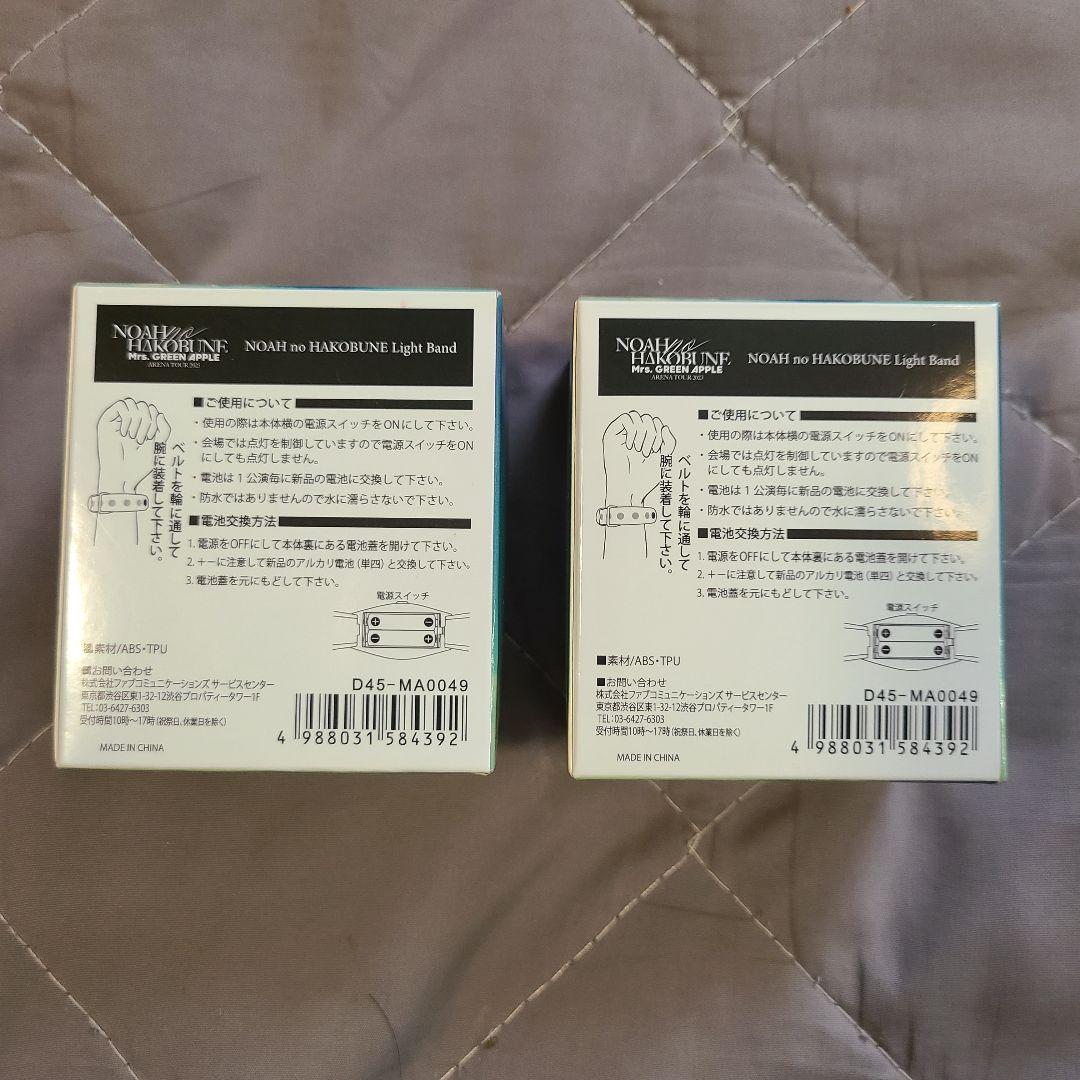 NOAH no
HAKOBUNE
Mrs. GREEN APPLE
ARENA TOUR 2023
NOAH no HAKOBUNE Light Band
ベルトを輪に通して
腕に装着して下さい。
■ご使用について
・使用の際は本体横の電源スイッチをONにして下さい。
・会場では点灯を制御していますので電源スイッチをON
にしても点灯しません。
・電池は1公演毎に新品の電池に交換して下さい。
・防水ではありませんので水に濡らさないで下さい。
■電池交換方法
1. 電源をOFFにして本体裏にある電池蓋を開けて下さい。
2. +−に注意して新品のアルカリ電池(単四)と交換して下さい。
3. 電池蓋を元にもどして下さい。
電源スイッチ
+ −
− +
■素材/ABS・TPU
■お問い合わせ
株式会社ファブコミュニケーションズ サービスセンター
東京都渋谷区東1-32-12渋谷プロパティータワー1F
TEL:03-6427-6303
受付時間10時〜17時(祝祭日、休業日を除く)
MADE IN CHINA
D45-MA0049
4 988031 584392
NOAH no
HAKOBUNE
Mrs. GREEN APPLE
ARENA TOUR 2023
NOAH no HAKOBUNE Light Band
ベルトを輪に通して
腕に装着して下さい。
■ご使用について
・使用の際は本体横の電源スイッチをONにして下さい。
・会場では点灯を制御していますので電源スイッチをON
にしても点灯しません。
・電池は1公演毎に新品の電池に交換して下さい。
・防水ではありませんので水に濡らさないで下さい。
■電池交換方法
1. 電源をOFFにして本体裏にある電池蓋を開けて下さい。
2. +−に注意して新品のアルカリ電池(単四)と交換して下さい。
3. 電池蓋を元にもどして下さい。
電源スイッチ
+ +
− −
■素材/ABS・TPU
■お問い合わせ
株式会社ファブコミュニケーションズ サービスセンター
東京都渋谷区東1-32-12渋谷プロパティータワー1F
TEL:03-6427-6303
受付時間10時〜17時(祝祭日、休業日を除く)
MADE IN CHINA
D45-MA0049
4 988031 584392